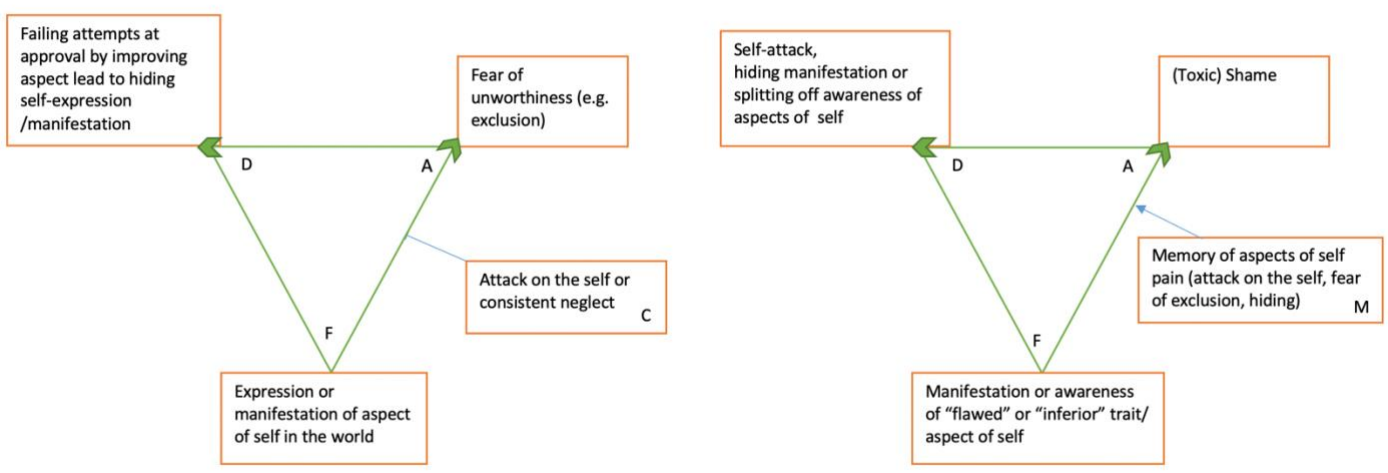 Failing attempts at
approval by improving
aspect lead to hiding
self-expression
/manifestation
Fear of
unworthiness (e.g.
exclusion)
D
A
Attack on the self or
consistent neglect
C
F
Expression or
manifestation of aspect
of self in the world
Self-attack,
hiding manifestation or
splitting off awareness of
aspects of self
(Toxic) Shame
D
A
Memory of aspects of self
pain (attack on the self, fear
of exclusion, hiding)
M
F
Manifestation or awareness
of “flawed” or “inferior” trait/
aspect of self